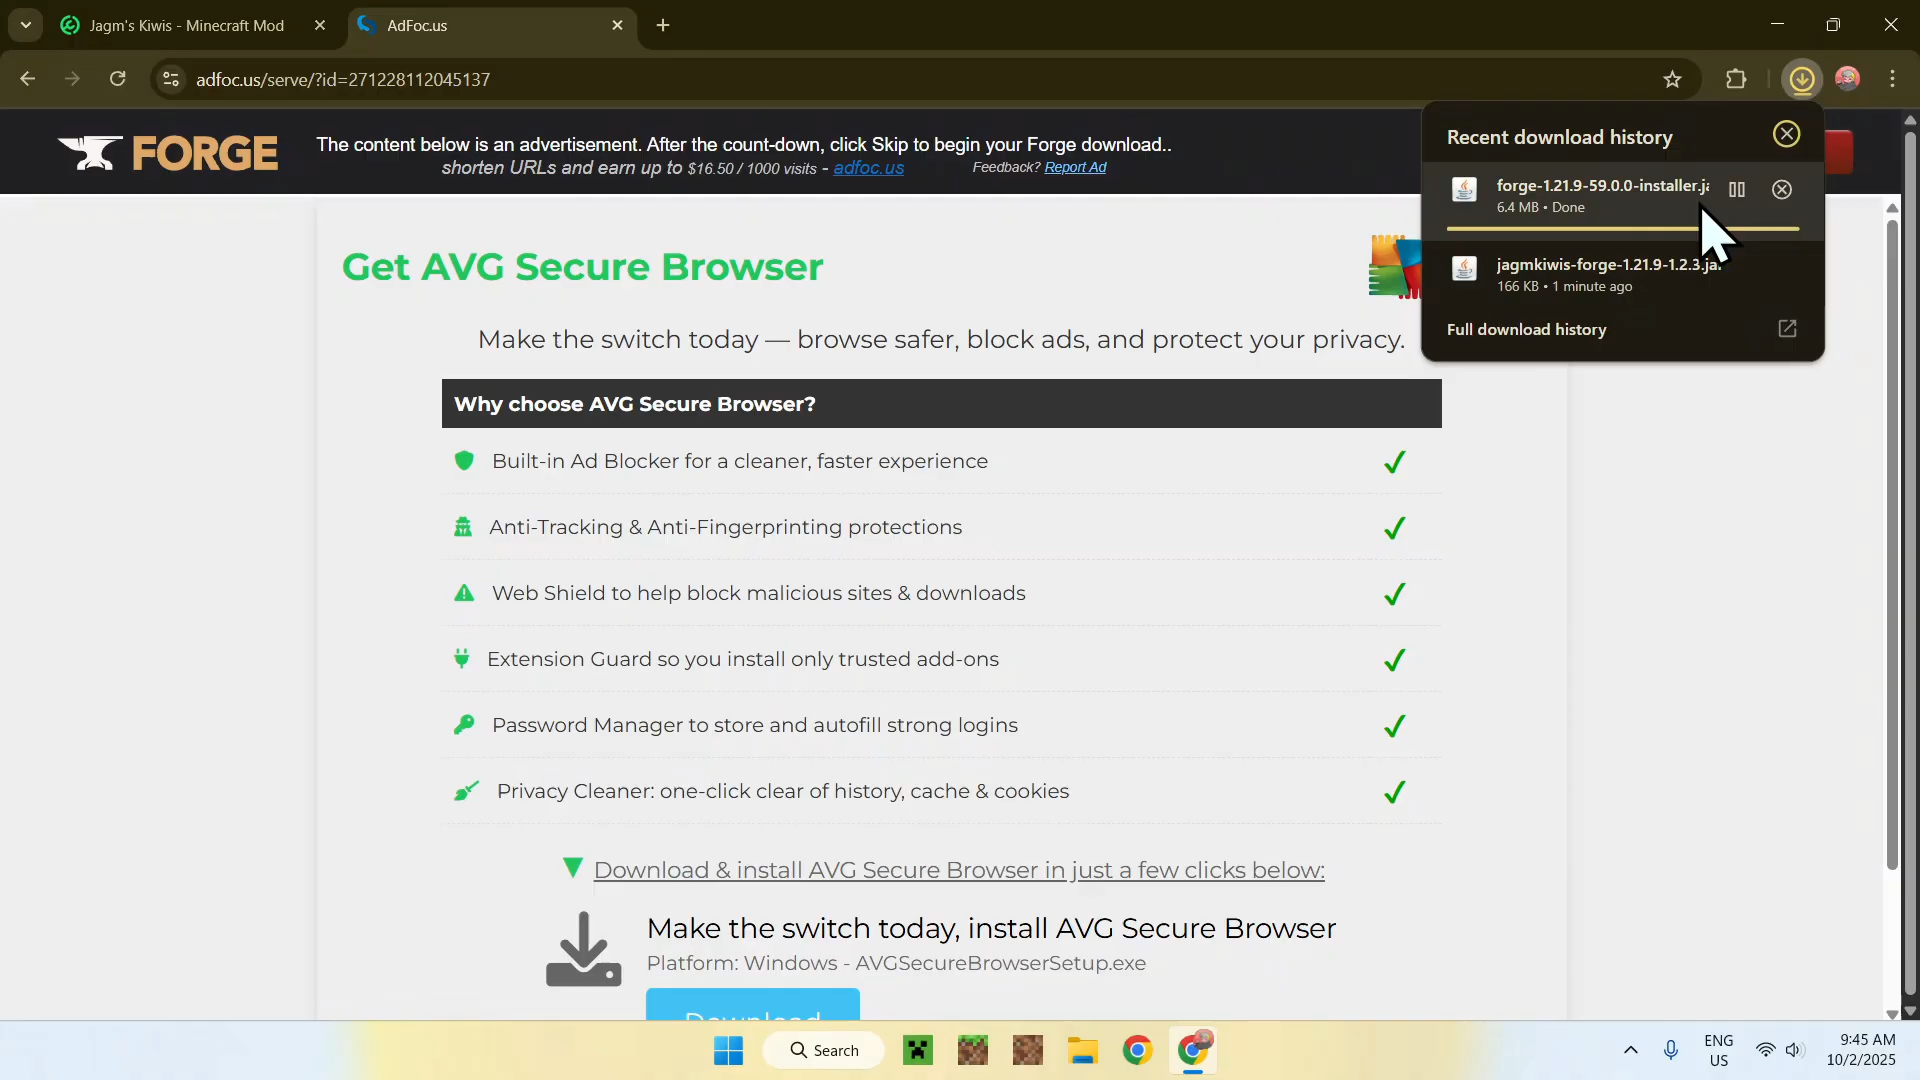 Jagm's Kiwis - Minecraft Mod
AdFoc.us
adfoc.us/serve/?id=271228112045137
FORGE
The content below is an advertisement. After the count-down, click Skip to begin your Forge download..
shorten URLs and earn up to $16.50 / 1000 visits - adfoc.us
Feedback? Report Ad
Recent download history
forge-1.21.9-59.0.0-installer.ja
6.4 MB • Done
jagmkiwis-forge-1.21.9-1.2.3.jar
166 KB • 1 minute ago
Full download history
Get AVG Secure Browser
Make the switch today — browse safer, block ads, and protect your privacy.
Why choose AVG Secure Browser?
Built-in Ad Blocker for a cleaner, faster experience
Anti-Tracking & Anti-Fingerprinting protections
Web Shield to help block malicious sites & downloads
Extension Guard so you install only trusted add-ons
Password Manager to store and autofill strong logins
Privacy Cleaner: one-click clear of history, cache & cookies
Download & install AVG Secure Browser in just a few clicks below:
Make the switch today, install AVG Secure Browser
Platform: Windows - AVGSecureBrowserSetup.exe
Download
Search
ENG
US
9:45 AM
10/2/2025